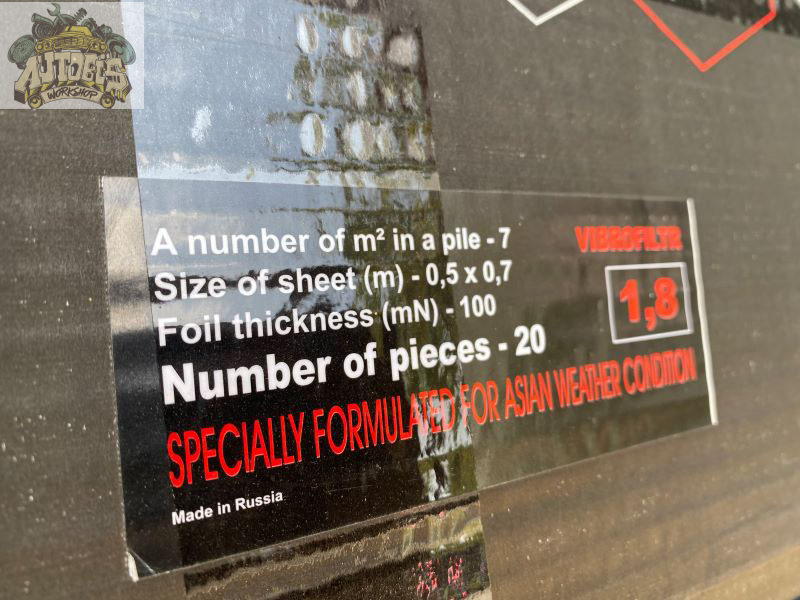 AUTOBOIS
WORKSHOP
A number of m² in a pile - 7
Size of sheet (m) - 0,5 x 0,7
Foil thickness (mN) - 100
Number of pieces - 20
SPECIALLY FORMULATED FOR ASIAN WEATHER CONDITION
Made in Russia
VIBROFILTR
1,8